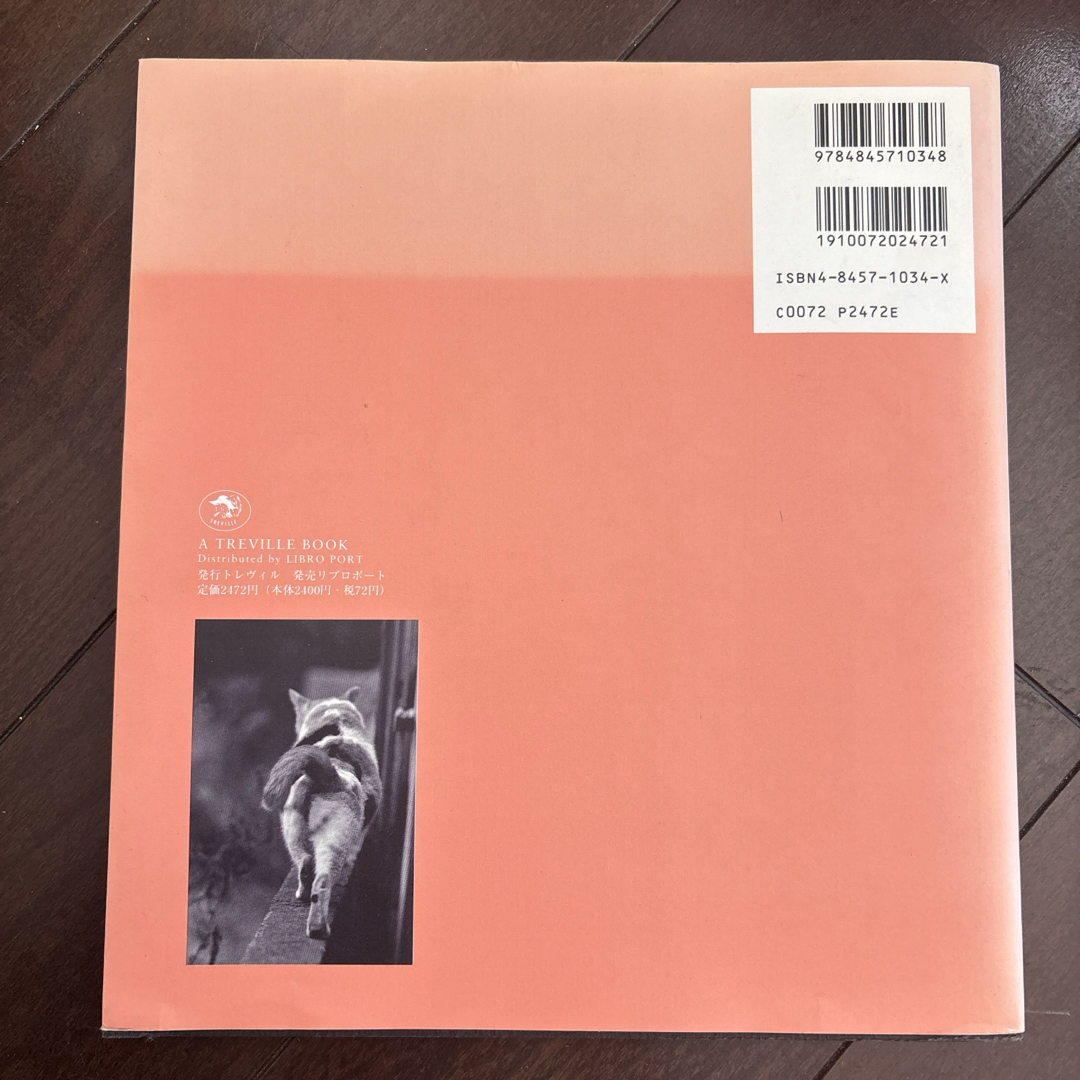 9784845710348
1910072024721
ISBN4-8457-1034-X
C0072 P2472E
TREVILLE
A TREVILLE BOOK
Distributed by LIBRO PORT
発行トレヴィル 発売リブロポート
定価2472円（本体2400円・税72円）